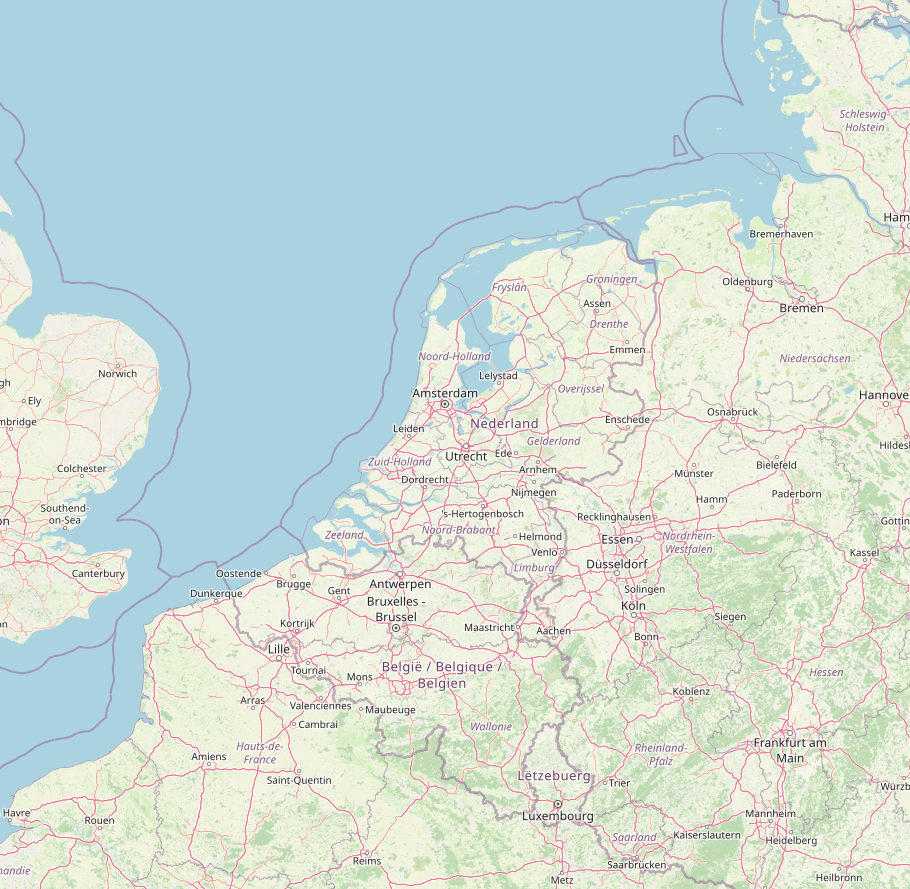 Schleswig-
Holstein
Ham
Bremerhaven
Groningen
Oldenburg
Fryslân
Assen
Bremen
Drenthe
Emmen
Noord-Holland
Niedersachsen
Norwich
Lelystad
gh
Ely
Amsterdam
Overijssel
Hannove
Osnabrück
mbridge
Nederland
Enschede
Leiden
Gelderland
Hildes
Utrecht
Ede
Zuid-Holland
Bielefeld
Colchester
Arnhem
Münster
Dordrecht
Nijmegen
Paderborn
Hamm
Southend-
on-Sea
's-Hertogenbosch
Recklinghausen
on
Göttin
Noord-Brabant
Zeeland
Helmond
Essen
Nordrhein-
Westfalen
Venlo
Kassel
Limburg
Düsseldorf
Canterbury
Oostende
Brugge
Antwerpen
Gent
Solingen
Dunkerque
Bruxelles -
Brussel
Köln
Siegen
n
Kortrijk
Maastricht
Aachen
Bonn
Lille
België / Belgique /
Belgien
Tournai
Mons
Hessen
Koblenz
Arras
Valenciennes
Maubeuge
Cambrai
Wallonie
Frankfurt am
Main
Hauts-de-
France
Rheinland-
Pfalz
Amiens
Lëtzebuerg
Saint-Quentin
Trier
Würzb
Havre
Rouen
Luxembourg
Mannheim
Kaiserslautern
Saarland
Heidelberg
Reims
Saarbrücken
mandie
Metz
Heilbronn